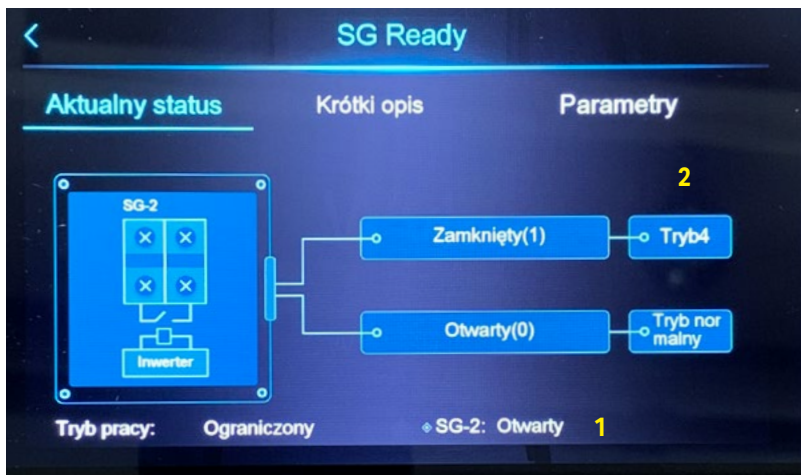 SG Ready
Aktualny status
Krótki opis
Parametry
2
SG-2
Zamknięty(1)
Tryb4
Otwarty(0)
Tryb nor
malny
Inwerter
Tryb pracy: Ograniczony
SG-2: Otwarty
1